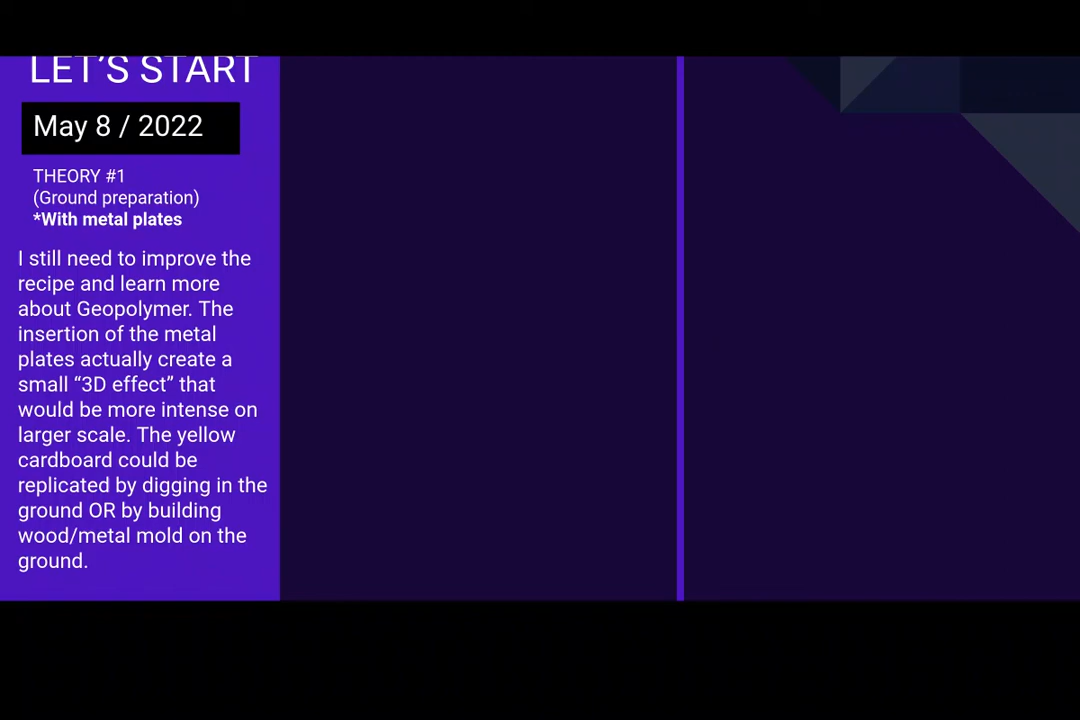 LET'S START
May 8 / 2022
THEORY #1
(Ground preparation)
*With metal plates
I still need to improve the
recipe and learn more
about Geopolymer. The
insertion of the metal
plates actually create a
small “3D effect” that
would be more intense on
larger scale. The yellow
cardboard could be
replicated by digging in the
ground OR by building
wood/metal mold on the
ground.